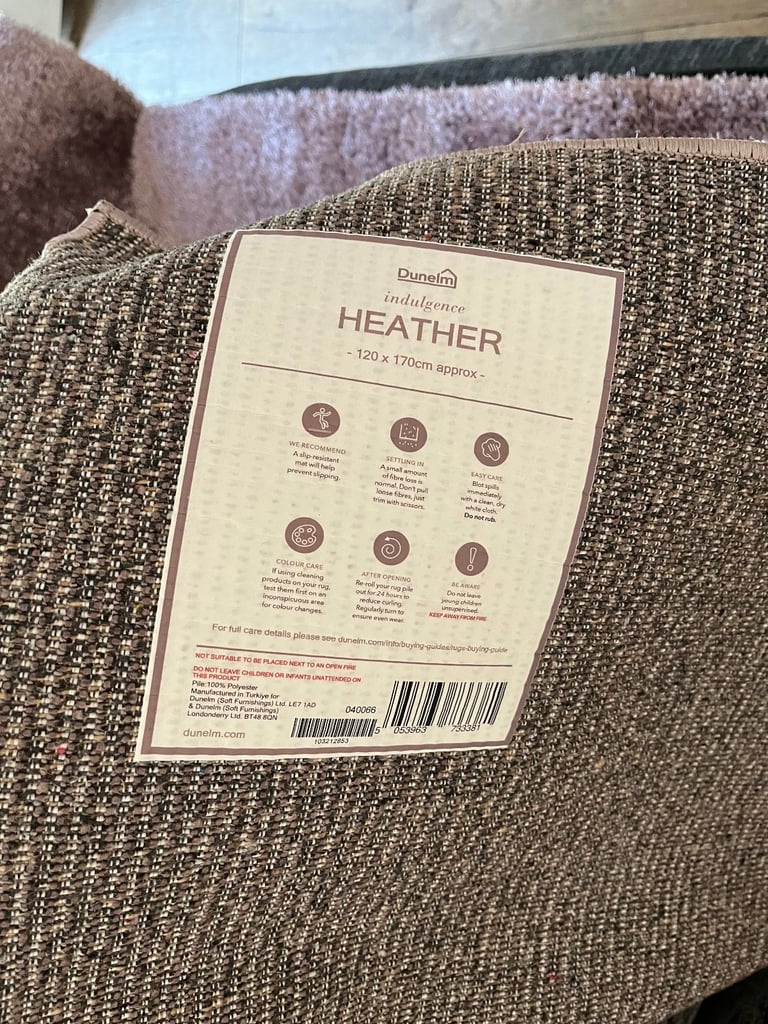 Dunelm
indulgence
HEATHER
- 120 x 170cm approx -
WE RECOMMEND
A slip-resistant
mat will help
prevent slipping.
SETTLING IN
A small amount
of fibre loss is
normal. Don't pull
loose fibres, just
trim with scissors.
EASY CARE
Blot spills
immediately
with a clean, dry
white cloth.
Do not rub.
COLOUR CARE
If using cleaning
products on your rug,
test them first on an
inconspicuous area
for colour changes.
AFTER OPENING
Re-roll your rug pile
out for 24 hours to
reduce curling.
Regularly turn to
ensure even wear.
BE AWARE
Do not leave
young children
unsupervised.
KEEP AWAY FROM FIRE
For full care details please see dunelm.com/info/buying-guides/rugs-buying-guide
NOT SUITABLE TO BE PLACED NEXT TO AN OPEN FIRE
DO NOT LEAVE CHILDREN OR INFANTS UNATTENDED ON
THIS PRODUCT
Pile:100% Polyester
Manufactured in Turkiye for
Dunelm (Soft Furnishings) Ltd. LE7 1AD
& Dunelm (Soft Furnishings)
Londonderry Ltd. BT48 8QN
dunelm.com
040066
103212853
5 053963 733381